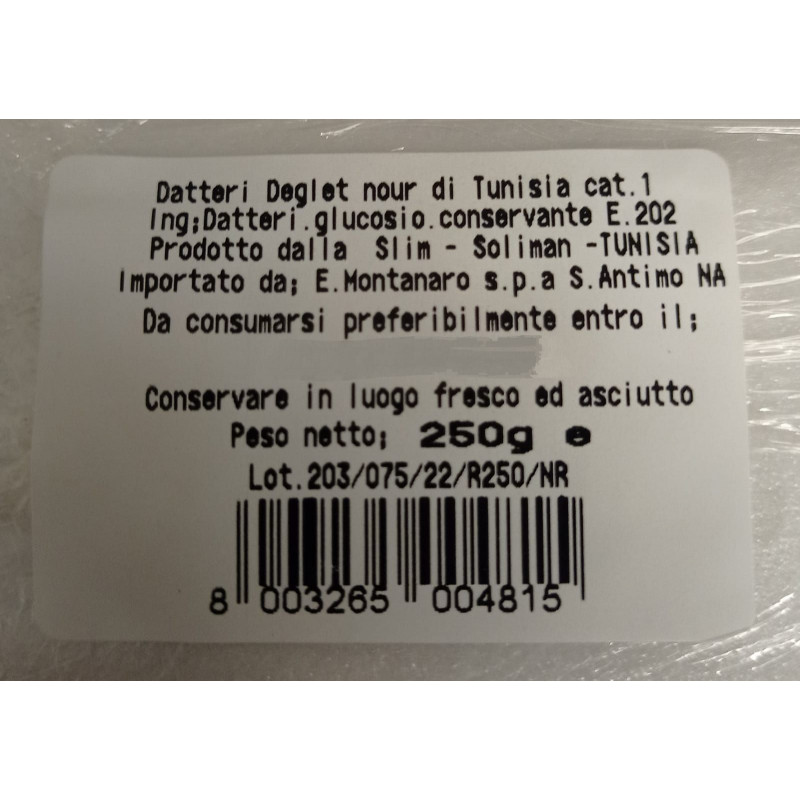 Datteri Deglet nour di Tunisia cat.1
Ing;Datteri.glucosio.conservante E.202
Prodotto dalla Slim - Soliman -TUNISIA
Importato da; E.Montanaro s.p.a S.Antimo NA
Da consumarsi preferibilmente entro il;
Conservare in luogo fresco ed asciutto
Peso netto; 250g e
Lot.203/075/22/R250/NR
8 003265 004815